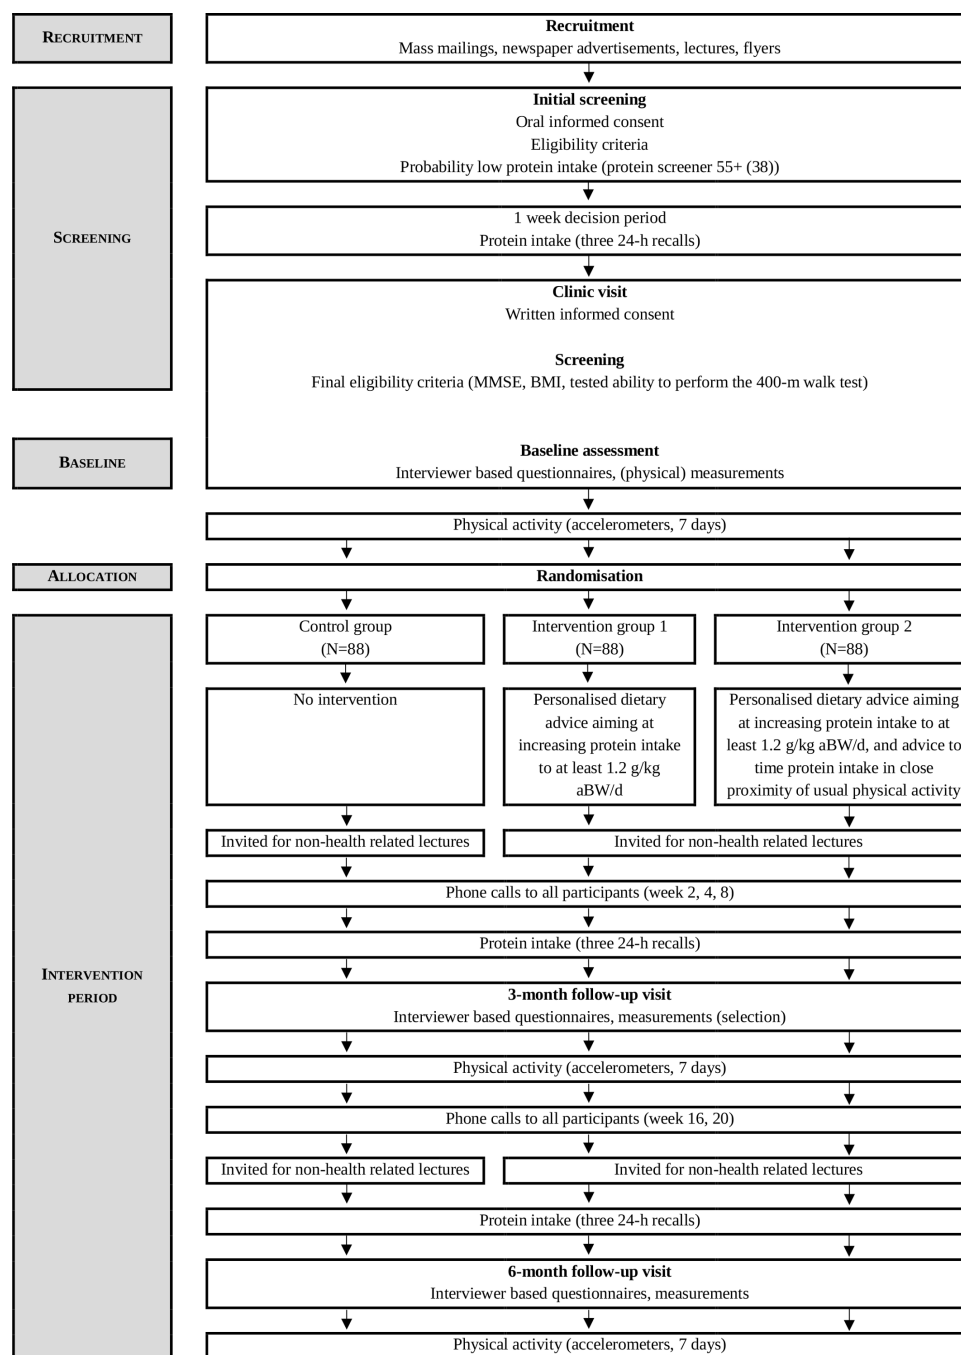 RECRUITMENT
Recruitment
Mass mailings, newspaper advertisements, lectures, flyers
SCREENING
Initial screening
Oral informed consent
Eligibility criteria
Probability low protein intake (protein screener 55+ (38))
1 week decision period
Protein intake (three 24-h recalls)
Clinic visit
Written informed consent
Screening
Final eligibility criteria (MMSE, BMI, tested ability to perform the 400-m walk test)
BASELINE
Baseline assessment
Interviewer based questionnaires, (physical) measurements
Physical activity (accelerometers, 7 days)
ALLOCATION
Randomisation
INTERVENTION
PERIOD
Control group
(N=88)
Intervention group 1
(N=88)
Intervention group 2
(N=88)
No intervention
Personalised dietary
advice aiming at
increasing protein intake
to at least 1.2 g/kg
aBW/d
Personalised dietary advice aiming
at increasing protein intake to at
least 1.2 g/kg aBW/d, and advice to
time protein intake in close
proximity of usual physical activity
Invited for non-health related lectures
Invited for non-health related lectures
Phone calls to all participants (week 2, 4, 8)
Protein intake (three 24-h recalls)
3-month follow-up visit
Interviewer based questionnaires, measurements (selection)
Physical activity (accelerometers, 7 days)
Phone calls to all participants (week 16, 20)
Invited for non-health related lectures
Invited for non-health related lectures
Protein intake (three 24-h recalls)
6-month follow-up visit
Interviewer based questionnaires, measurements
Physical activity (accelerometers, 7 days)